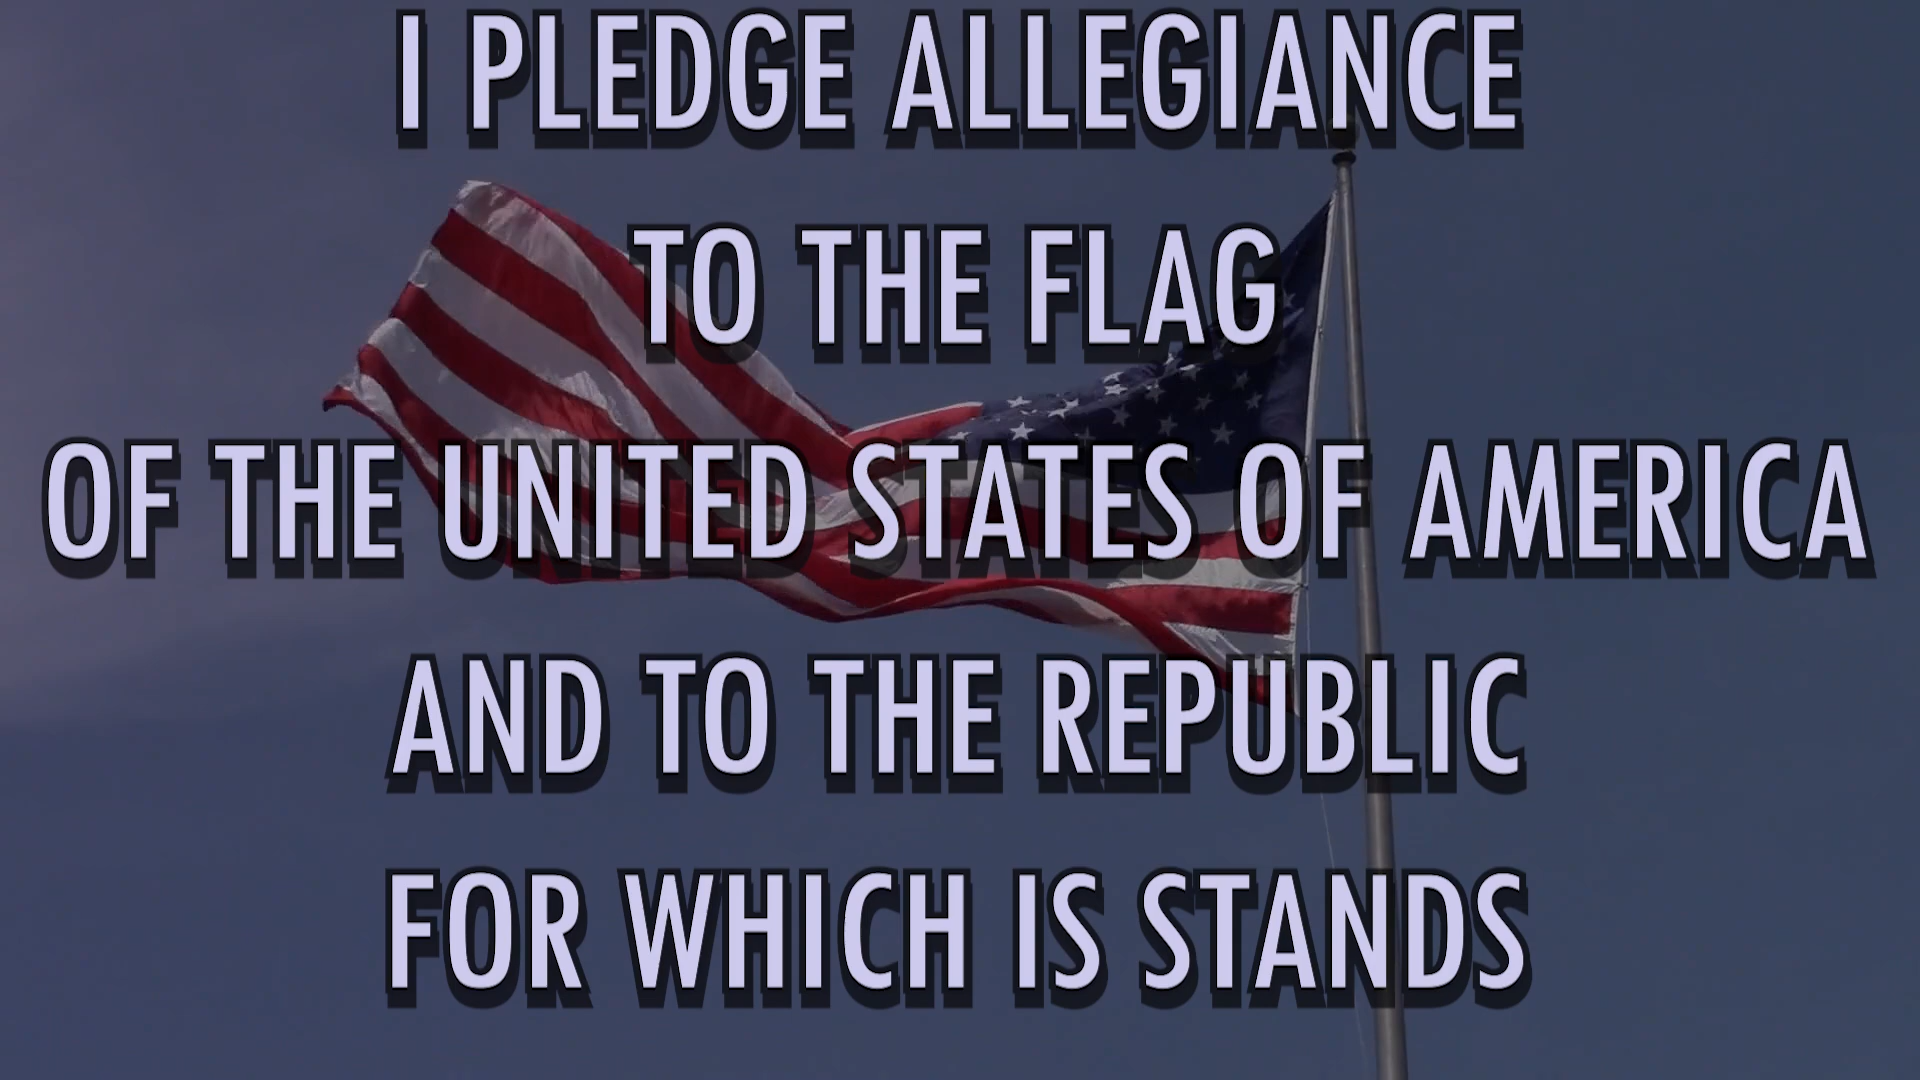 I PLEDGE ALLEGIANCE
TO THE FLAG
OF THE UNITED STATES OF AMERICA
AND TO THE REPUBLIC
FOR WHICH IS STANDS